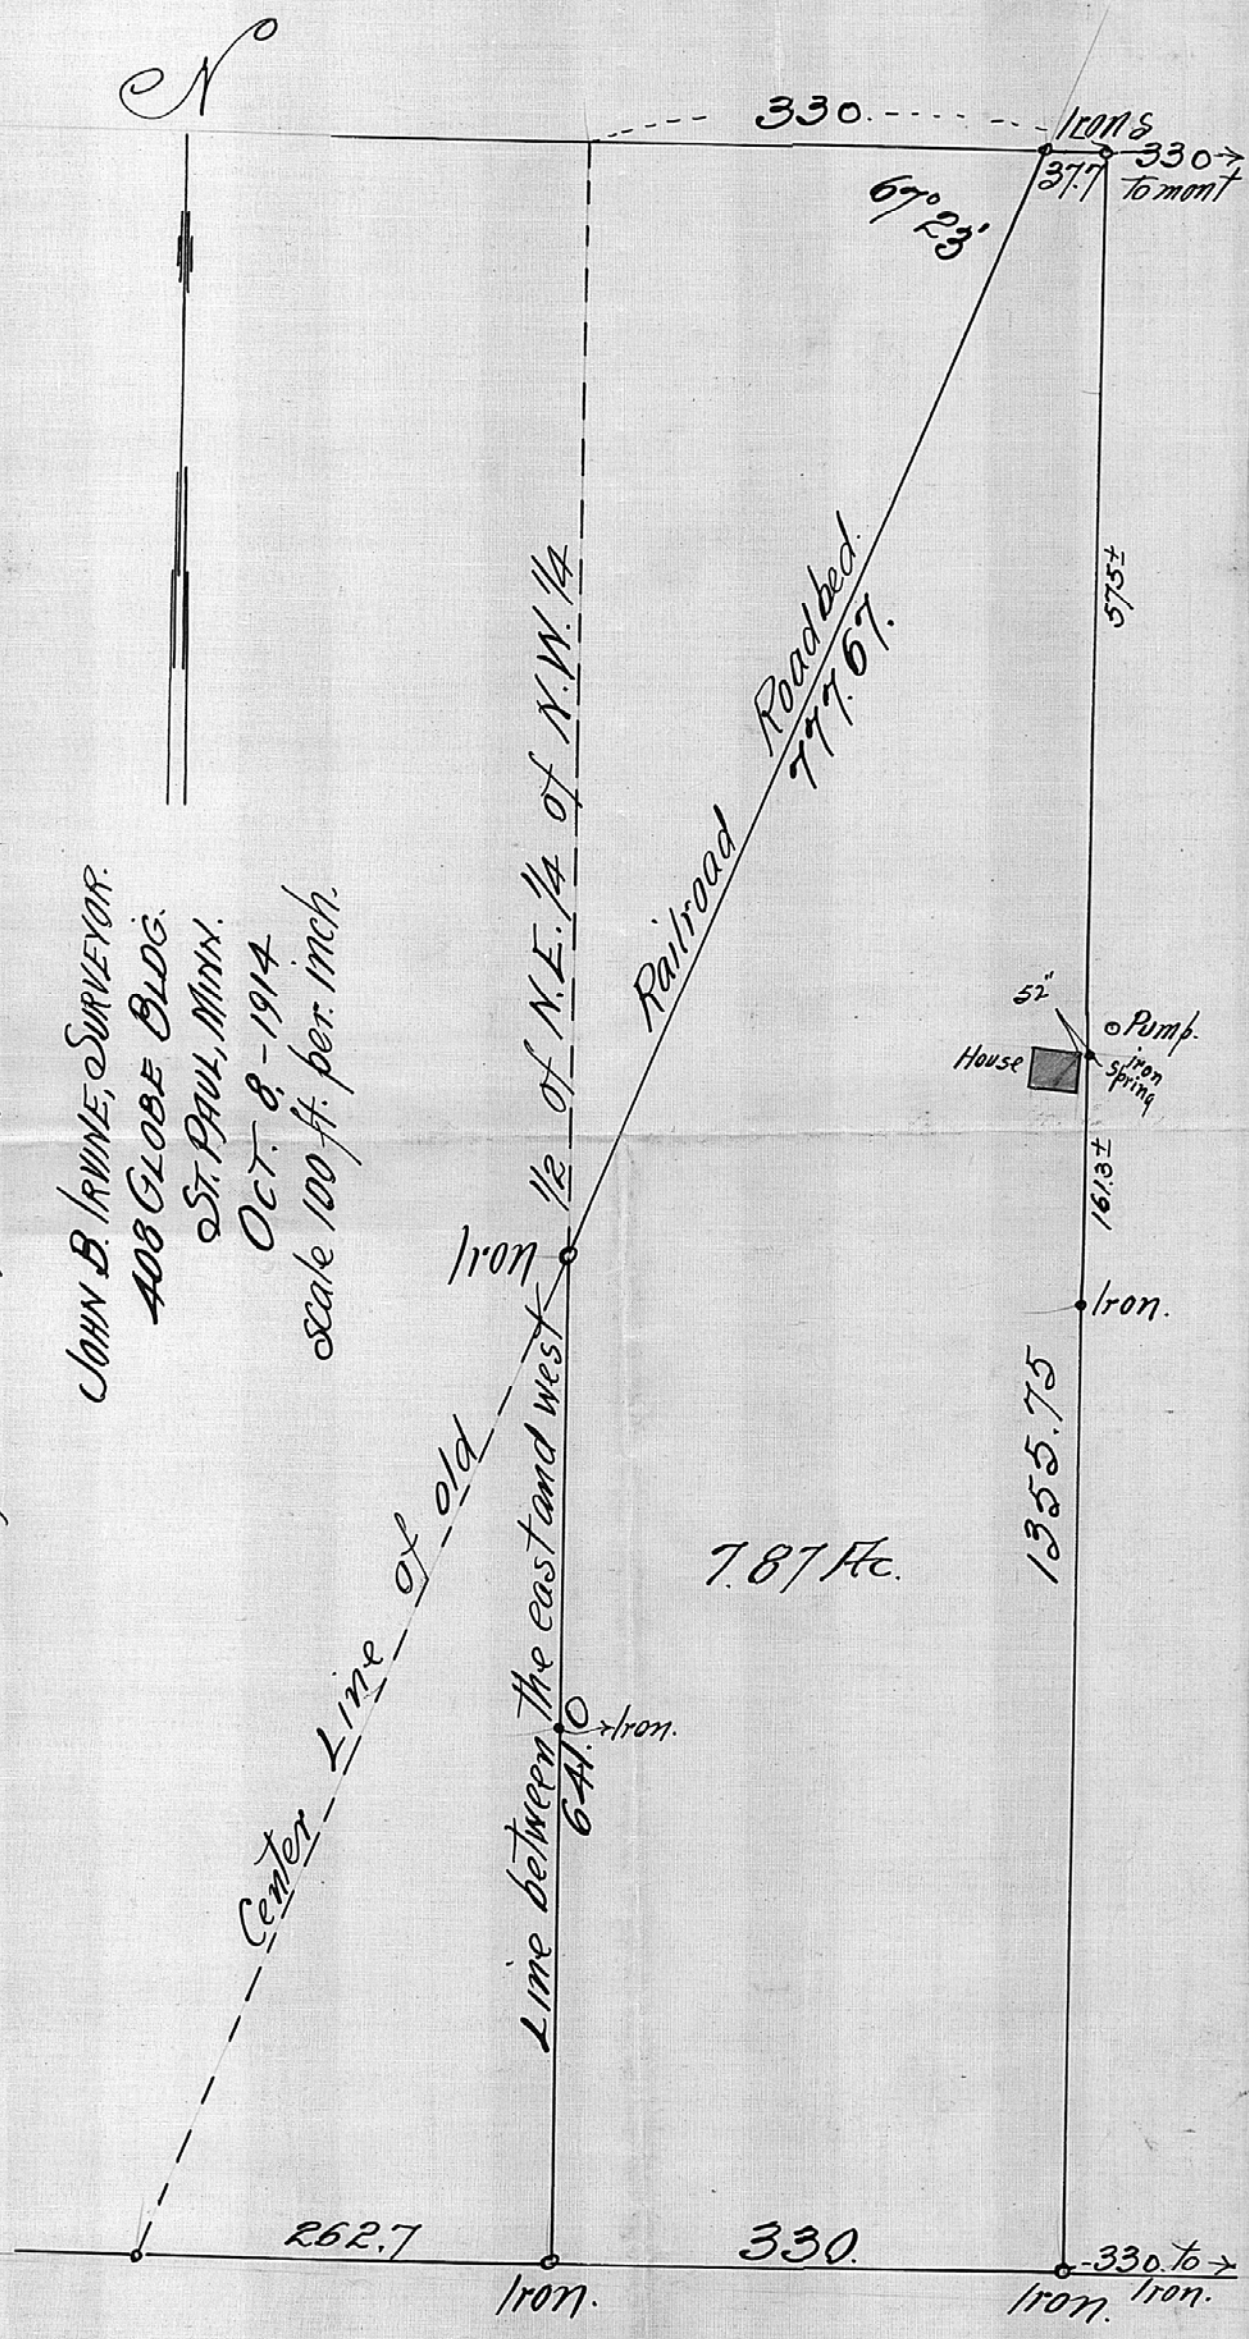 N
330.
Irons
37.7
330
to mont
67° 23'
575±
Railroad Roadbed.
777.67.
JOHN B. IRVINE, SURVEYOR.
408 GLOBE BLDG.
ST. PAUL, MINN.
OCT. 8-1914
scale 100 ft. per. inch.
Line between the east and west 1/2 of N.E. 1/4 of N.W. 1/4
52"
Pump.
House
iron
spring
161.3±
Iron
Iron.
1355.75
Center Line of old
7.87 Ac.
Iron.
641.0
262.7
330.
330. to
Iron.
Iron.
Iron.